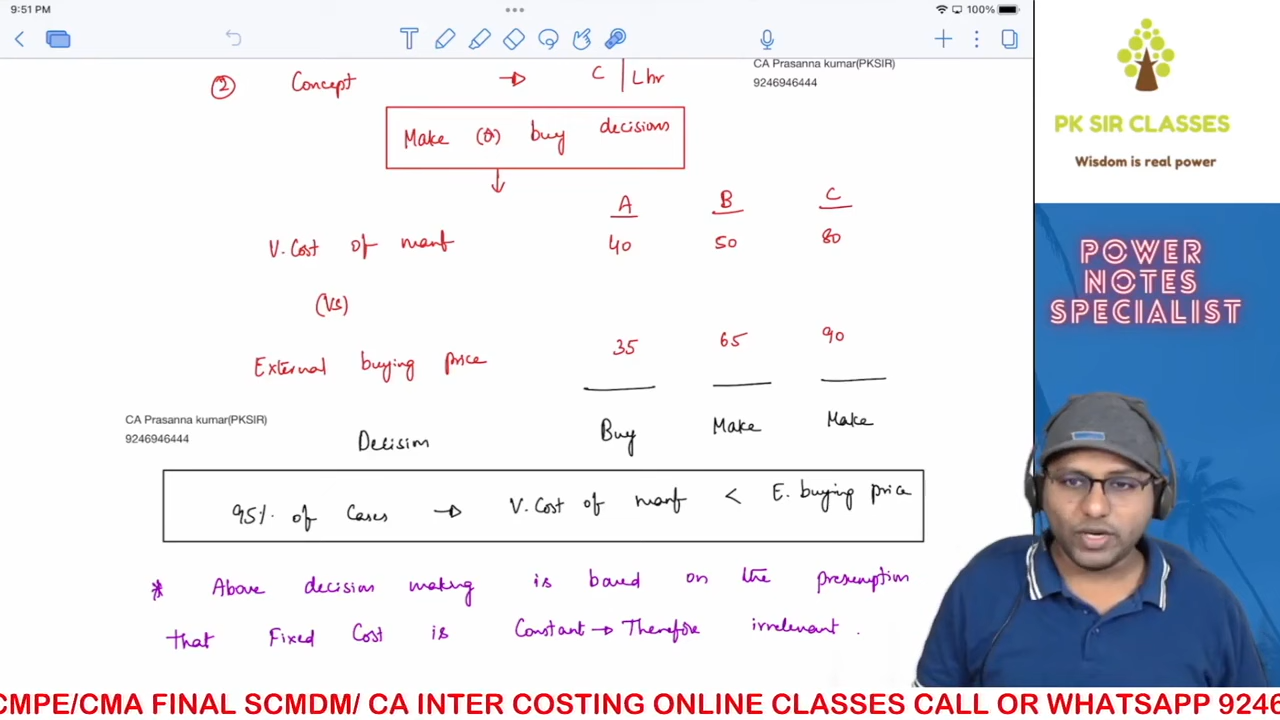 9:51 PM
100%
CA Prasanna kumar(PKSIR)
9246946444
② Concept → C | Lhr
Make (or) buy decisions
A B C
V. Cost of manf 40 50 80
(Vs)
External buying price 35 65 90
CA Prasanna kumar(PKSIR)
9246946444
Decision Buy Make Make
95% of Cases → V. Cost of manf < E. buying price
* Above decision making is based on the presumption
that Fixed Cost is Constant → Therefore irrelevant.
PK SIR CLASSES
Wisdom is real power
POWER
NOTES
SPECIALIST
CMPE/CMA FINAL SCMDM/ CA INTER COSTING ONLINE CLASSES CALL OR WHATSAPP 9246